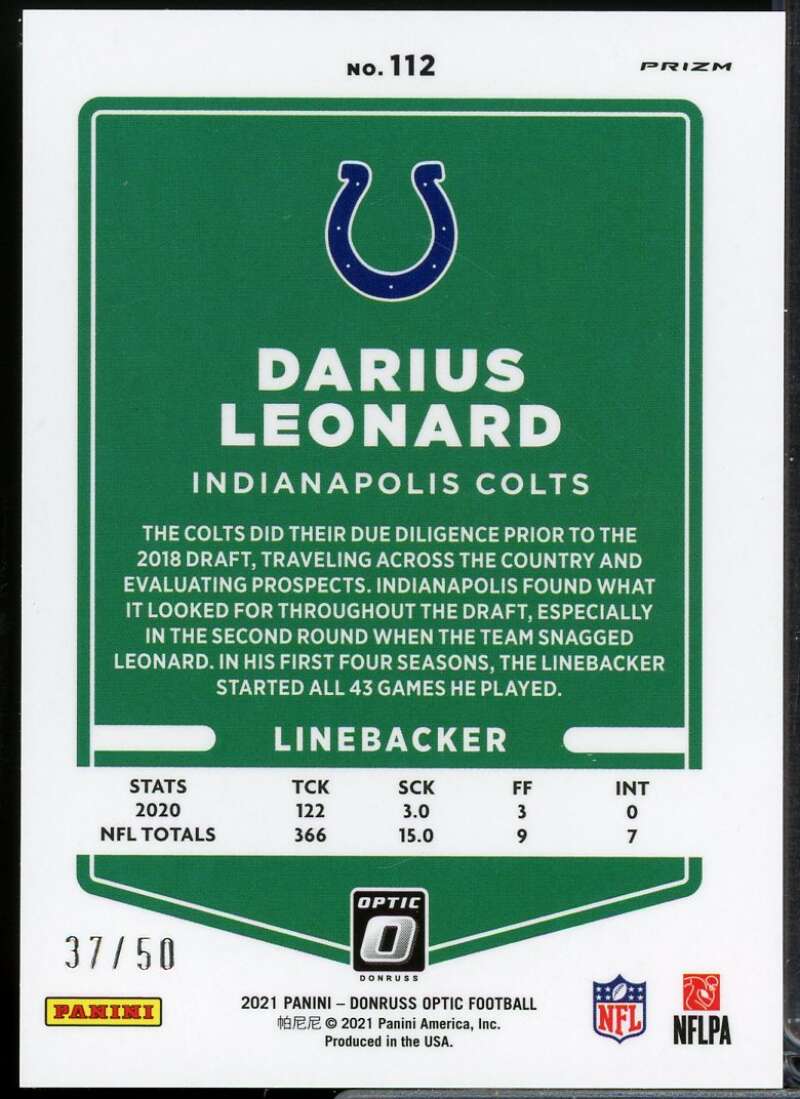 NO. 112
PRIZM
DARIUS
LEONARD
INDIANAPOLIS COLTS
THE COLTS DID THEIR DUE DILIGENCE PRIOR TO THE
2018 DRAFT, TRAVELING ACROSS THE COUNTRY AND
EVALUATING PROSPECTS. INDIANAPOLIS FOUND WHAT
IT LOOKED FOR THROUGHOUT THE DRAFT, ESPECIALLY
IN THE SECOND ROUND WHEN THE TEAM SNAGGED
LEONARD. IN HIS FIRST FOUR SEASONS, THE LINEBACKER
STARTED ALL 43 GAMES HE PLAYED.
LINEBACKER
STATS TCK SCK FF INT
2020 122 3.0 3 0
NFL TOTALS 366 15.0 9 7
OPTIC
O
DONRUSS
37/50
PANINI
2021 PANINI – DONRUSS OPTIC FOOTBALL
帕尼尼 © 2021 Panini America, Inc.
Produced in the USA.
NFL
NFLPA